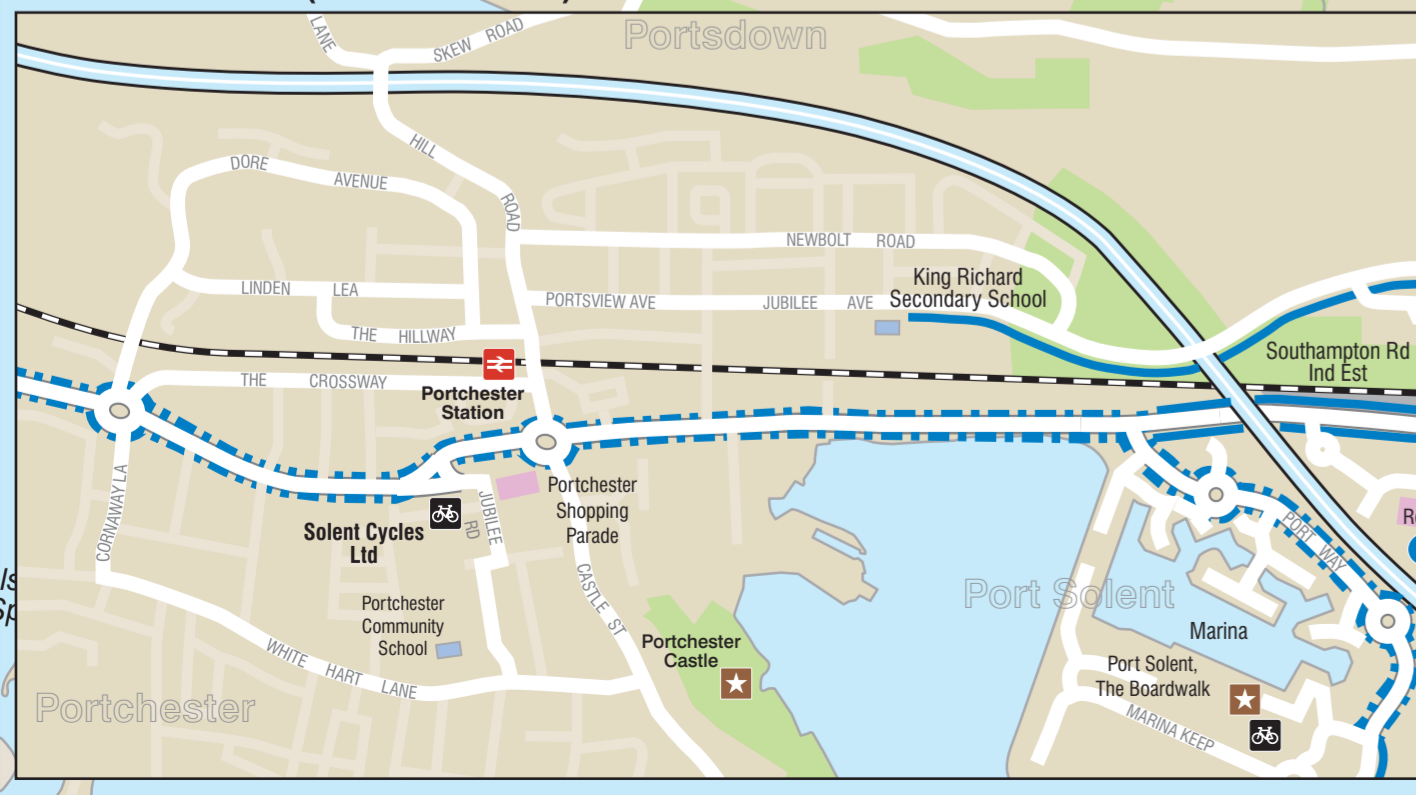 LANE
SKEW ROAD
Portsdown
HILL
ROAD
DORE
AVENUE
NEWBOLT ROAD
King Richard
Secondary School
LINDEN LEA
PORTSVIEW AVE
JUBILEE AVE
THE HILLWAY
Southampton Rd
Ind Est
THE CROSSWAY
Portchester
Station
CORNAWAY LA
Portchester
Shopping
Parade
JUBILEE
RD
Solent Cycles
Ltd
PORT WAY
CASTLE ST
Port Solent
Portchester
Community
School
Marina
Portchester
Castle
WHITE HART LANE
Port Solent,
The Boardwalk
MARINA KEEP
Portchester